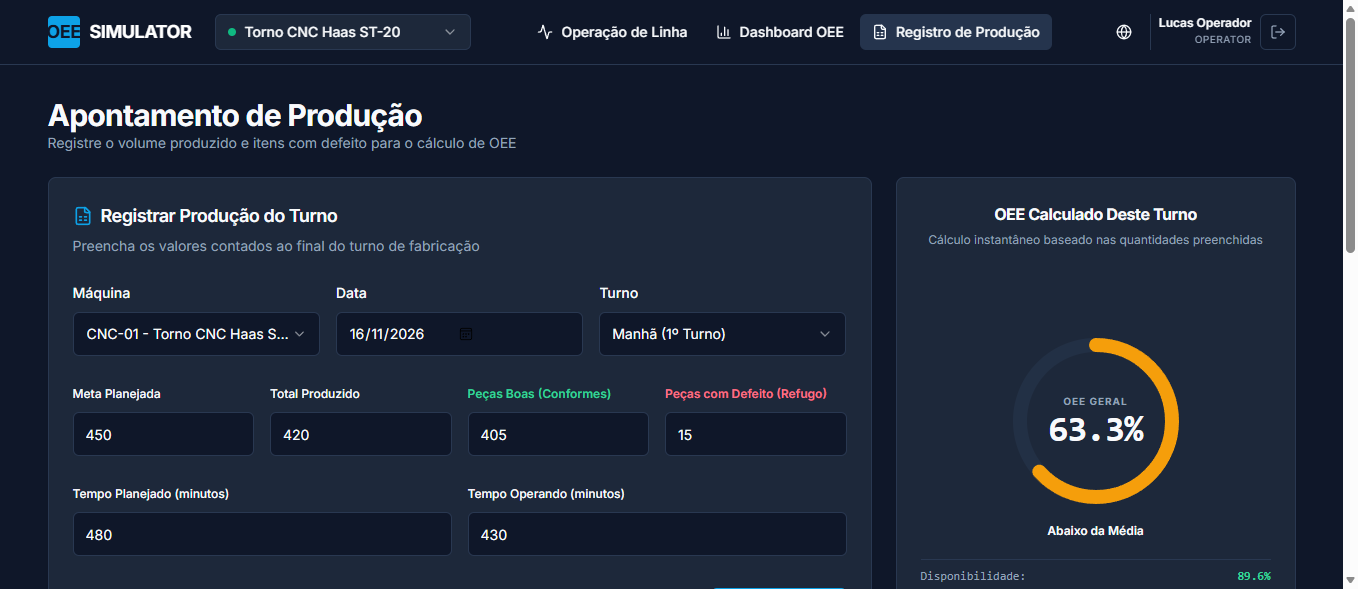 OEE SIMULATOR
Torno CNC Haas ST-20
Operação de Linha
Dashboard OEE
Registro de Produção
Lucas Operador
OPERATOR
Apontamento de Produção
Registre o volume produzido e itens com defeito para o cálculo de OEE
Registrar Produção do Turno
Preencha os valores contados ao final do turno de fabricação
Máquina
Data
Turno
CNC-01 - Torno CNC Haas S...
16/11/2026
Manhã (1º Turno)
Meta Planejada
Total Produzido
Peças Boas (Conformes)
Peças com Defeito (Refugo)
450
420
405
15
Tempo Planejado (minutos)
Tempo Operando (minutos)
480
430
OEE Calculado Deste Turno
Cálculo instantâneo baseado nas quantidades preenchidas
OEE GERAL
63.3%
Abaixo da Média
Disponibilidade:
89.6%